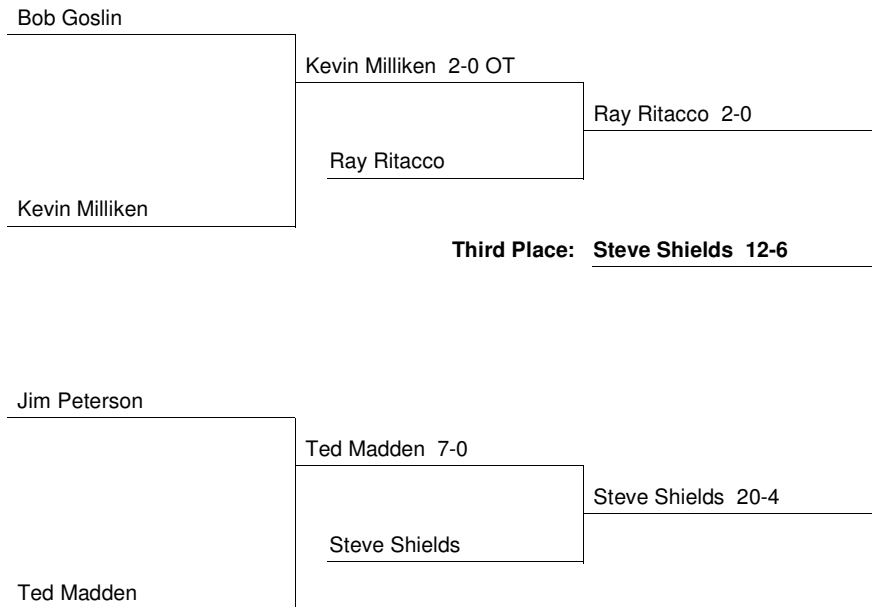 Bob Goslin
Kevin Milliken 2-0 OT
Ray Ritacco 2-0
Ray Ritacco
Kevin Milliken
Third Place: Steve Shields 12-6
Jim Peterson
Ted Madden 7-0
Steve Shields 20-4
Steve Shields
Ted Madden